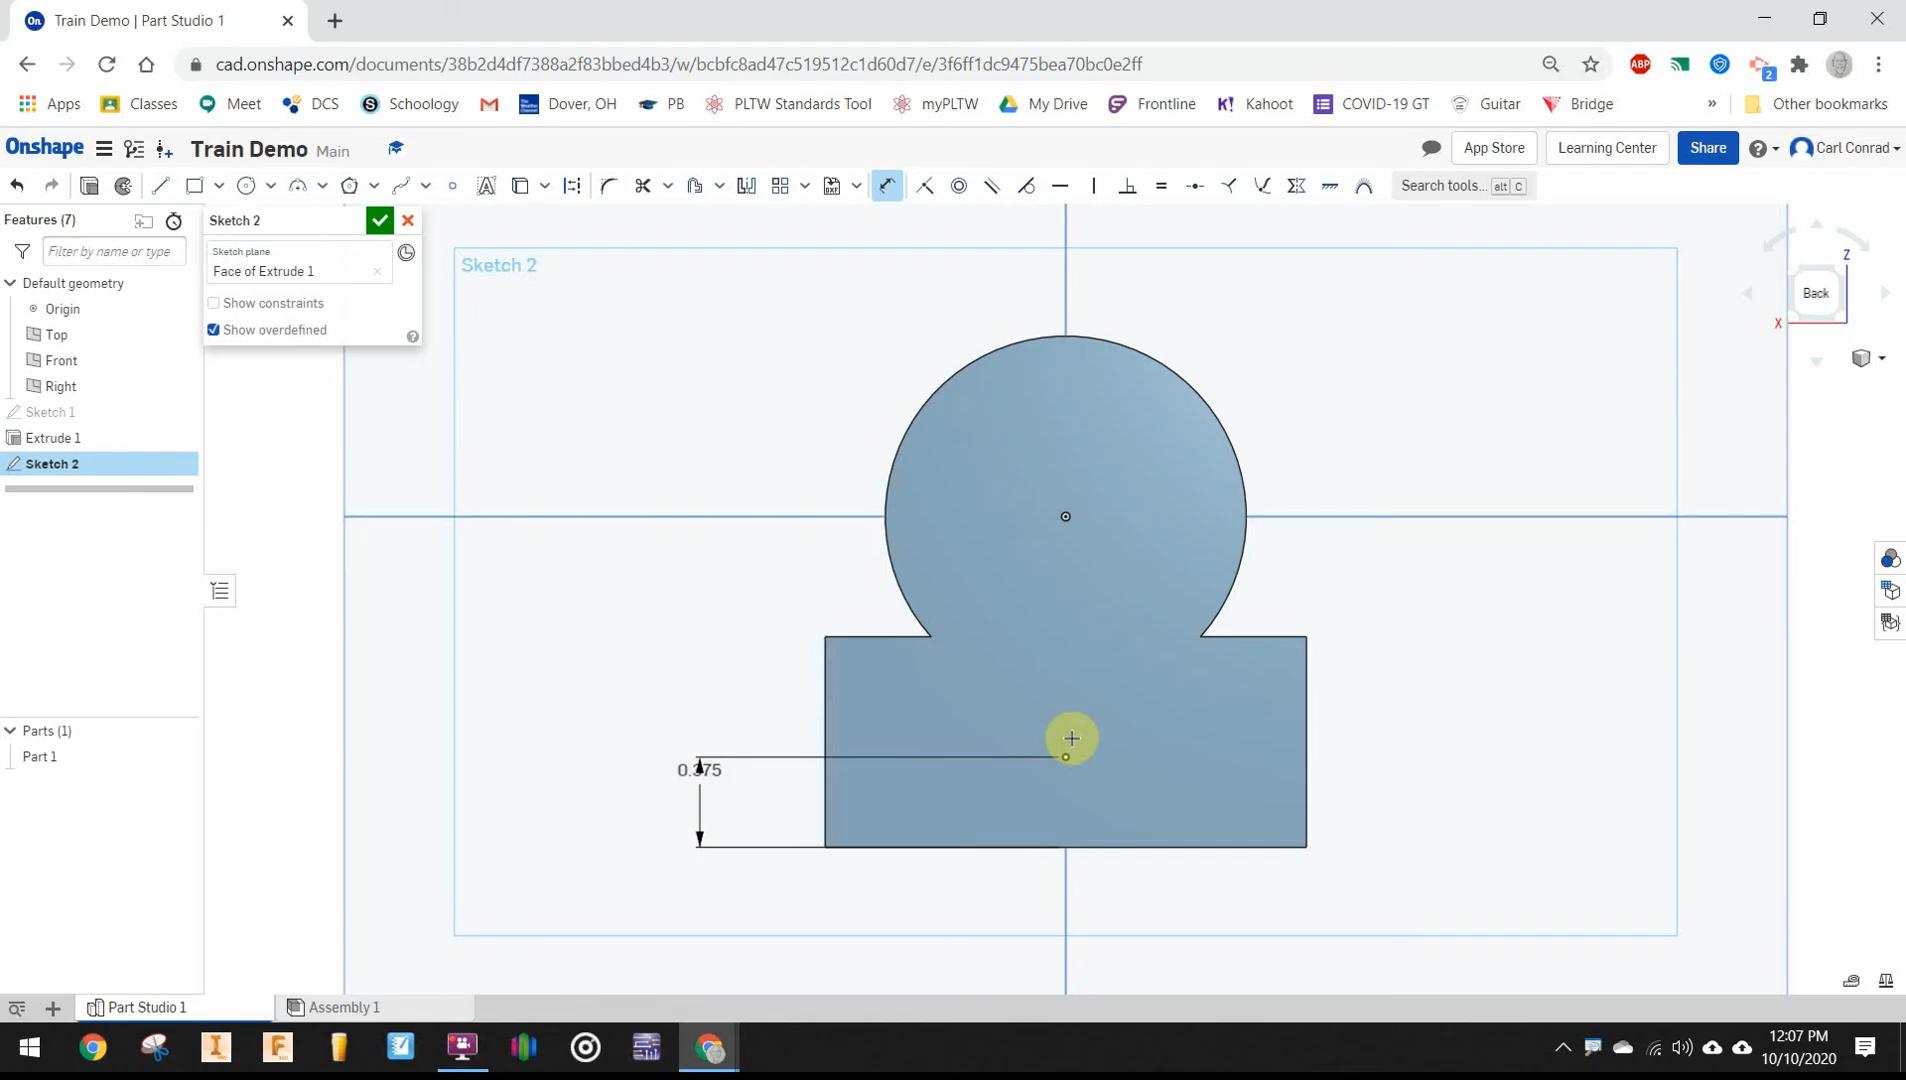 Train Demo | Part Studio 1
cad.onshape.com/documents/38b2d4df7388a2f83bbed4b3/w/bcbfc8ad47c519512c1d60d7/e/3f6ff1dc9475bea70bc0e2ff
ABP
2
Apps
Classes
Meet
DCS
Schoology
Dover, OH
PB
PLTW Standards Tool
myPLTW
My Drive
Frontline
Kahoot
COVID-19 GT
Guitar
Bridge
»
Other bookmarks
Onshape
Train Demo Main
App Store
Learning Center
Share
Carl Conrad
Search tools... alt C
Features (7)
Filter by name or type
Default geometry
Origin
Top
Front
Right
Sketch 1
Extrude 1
Sketch 2
Parts (1)
Part 1
Sketch 2
Sketch plane
Face of Extrude 1
Show constraints
Show overdefined
Sketch 2
0.375
Z
Back
X
Part Studio 1
Assembly 1
12:07 PM
10/10/2020